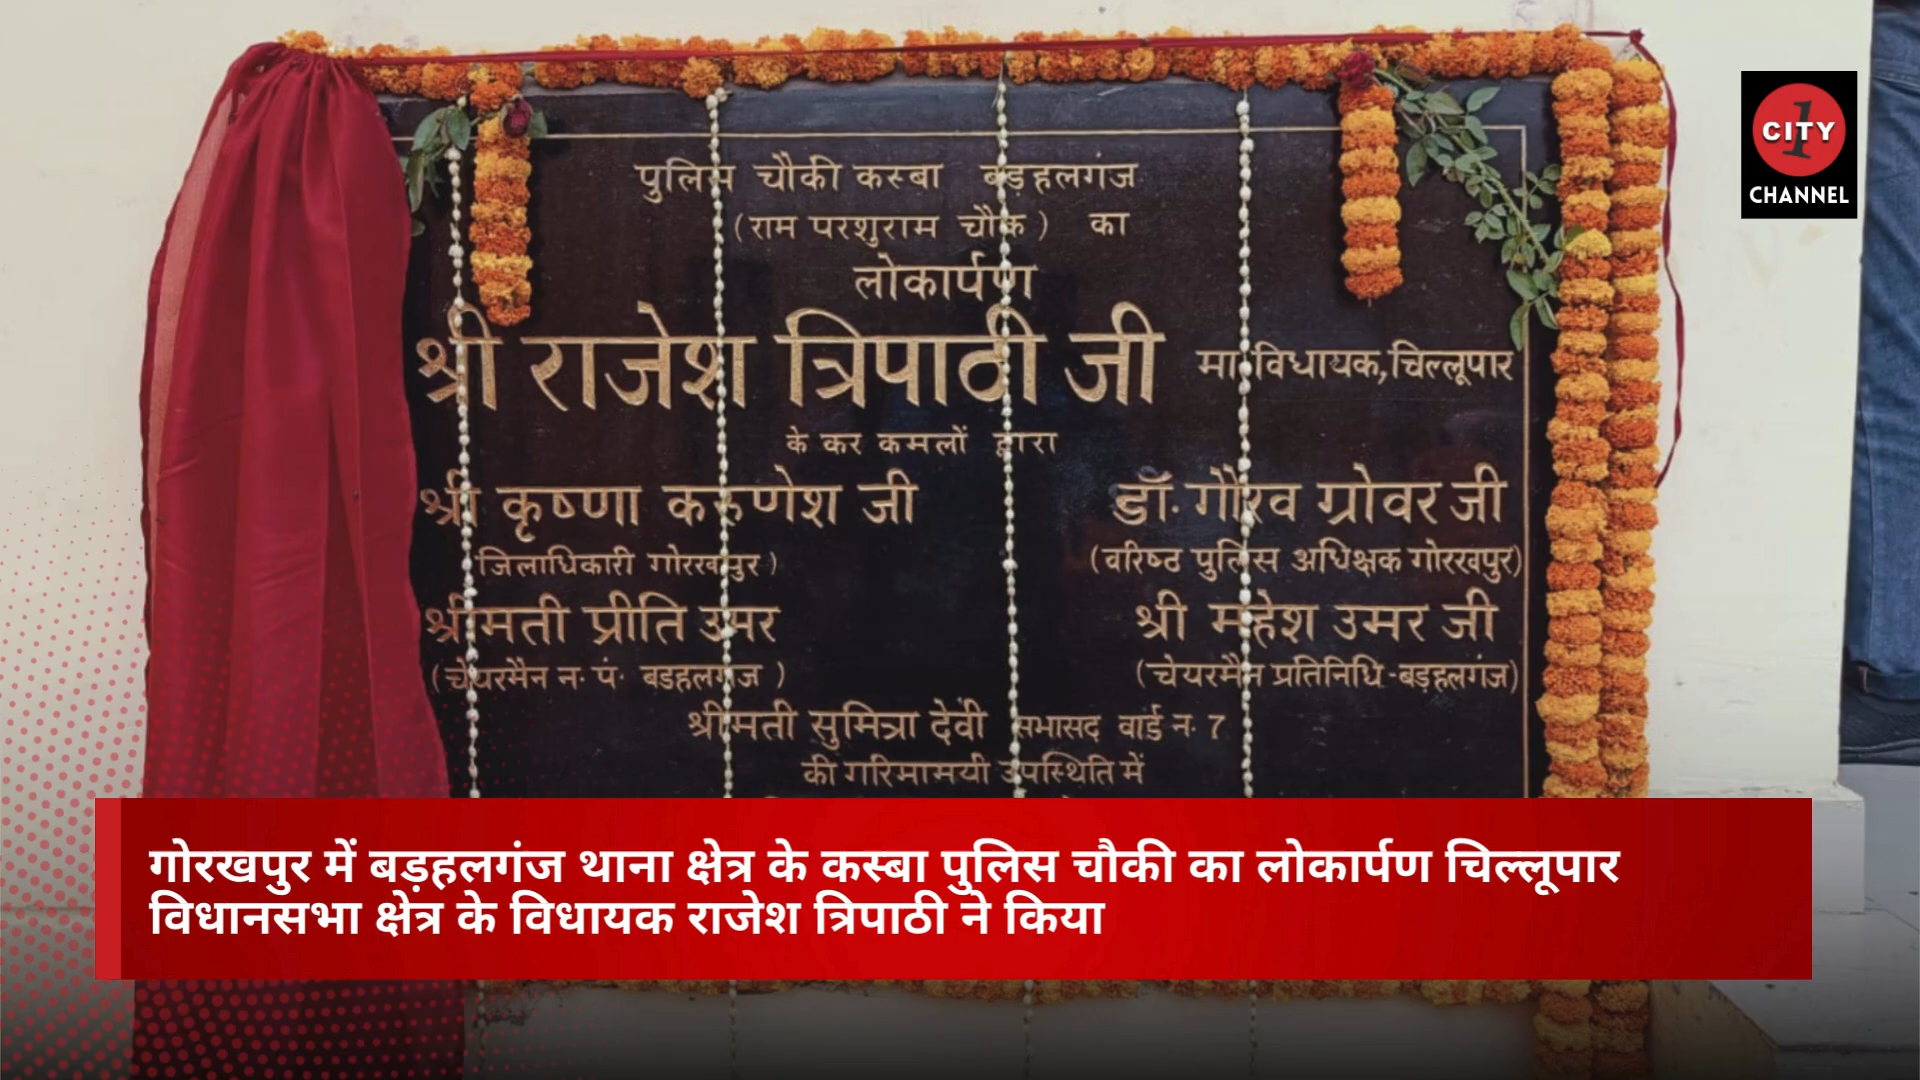 पुलिस चौकी कस्बा बड़हलगंज
(राम परशुराम चौक) का
लोकार्पण
श्री राजेश त्रिपाठी जी मा विधायक,चिल्लूपार
के कर कमलों द्वारा
श्री कृष्णा करुणेश जी
डॉ. गौरव ग्रोवर जी
(जिलाधिकारी गोरखपुर)
(वरिष्ठ पुलिस अधिक्षक गोरखपुर)
श्रीमती प्रीति उमर
श्री महेश उमर जी
(चेयरमैन न. पं. बडहलगंज)
(चेयरमैन प्रतिनिधि-बड़हलगंज)
श्रीमती सुमित्रा देवी सभासद वार्ड न. 7
की गरिमामयी उपस्थिति में
1
CITY
CHANNEL
गोरखपुर में बड़हलगंज थाना क्षेत्र के कस्बा पुलिस चौकी का लोकार्पण चिल्लूपार
विधानसभा क्षेत्र के विधायक राजेश त्रिपाठी ने किया